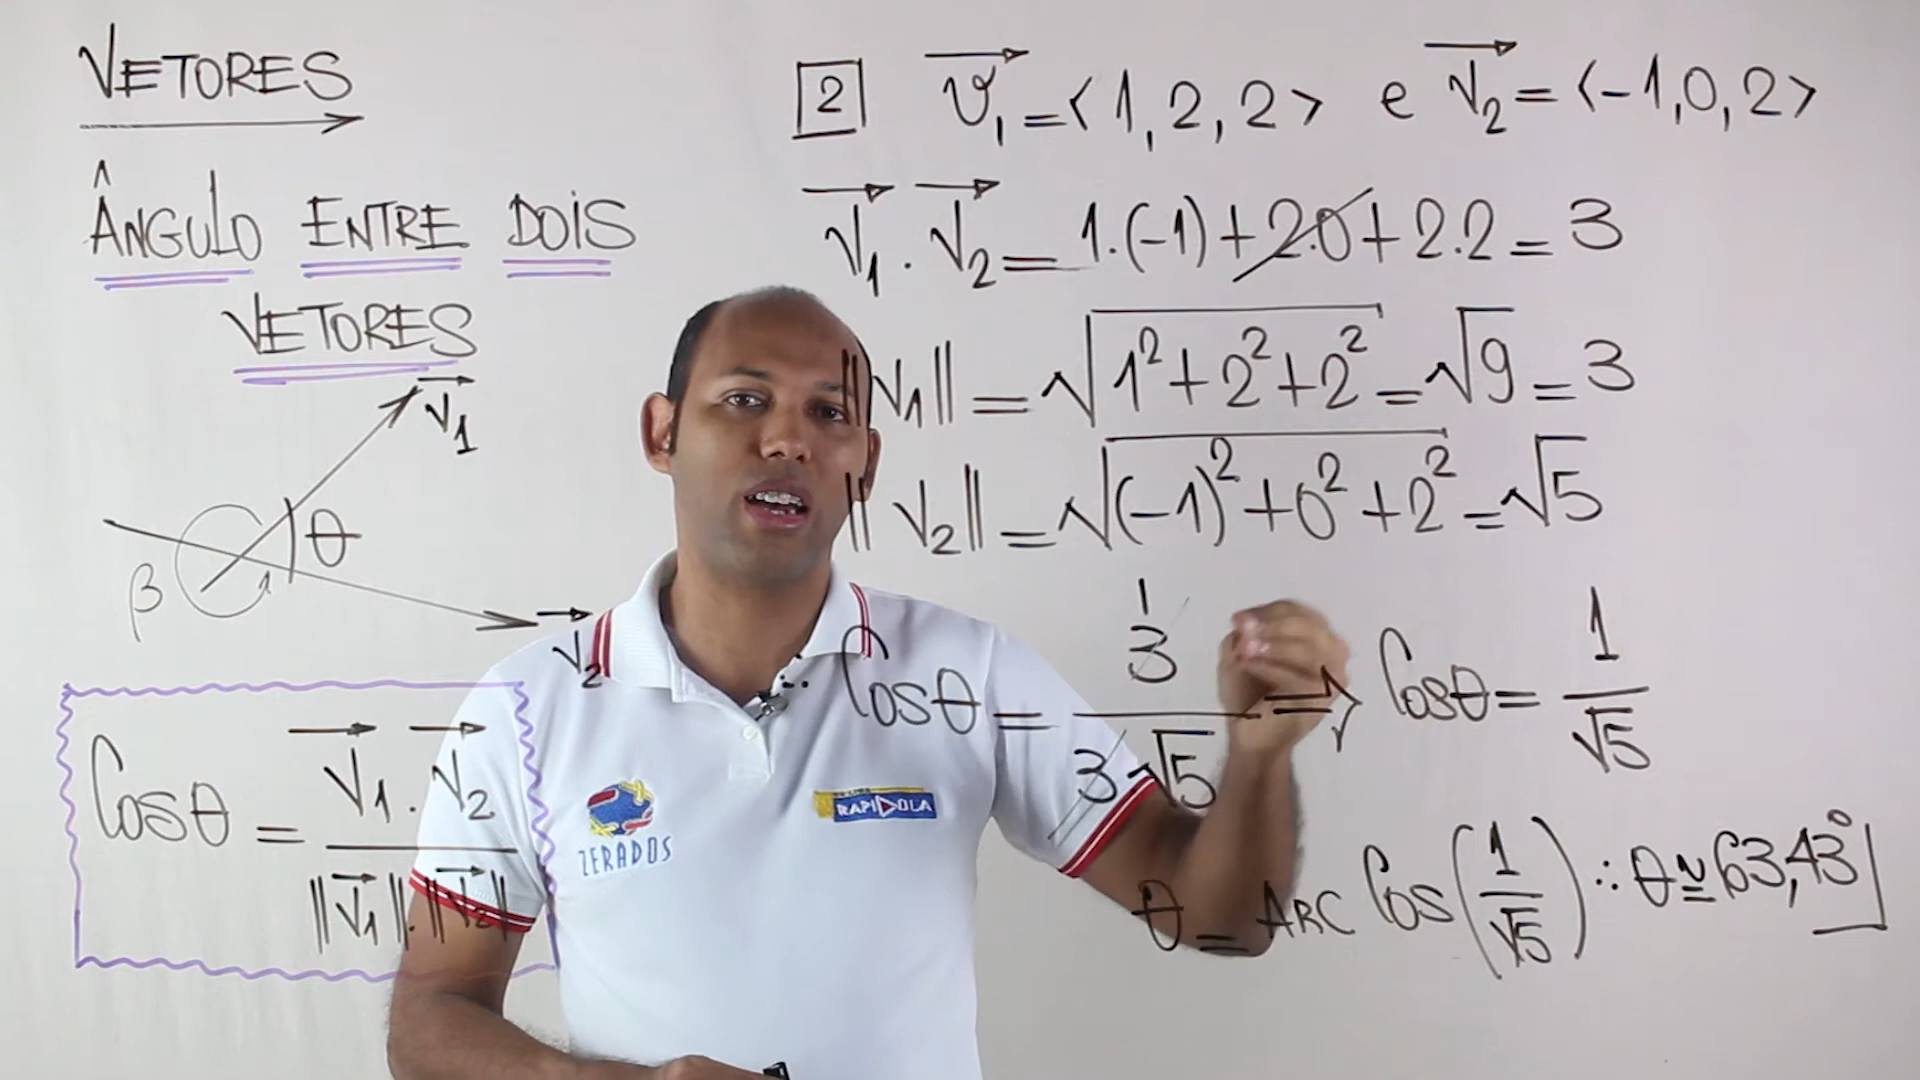 VETORES
ÂNGULO ENTRE DOIS
VETORES
V₁
θ
β
V₂
Cosθ = V₁ . V₂ / ||V₁|| . ||V₂||
2 V₁ = <1, 2, 2> e V₂ = <-1, 0, 2>
V₁ . V₂ = 1.(-1) + 2.0 + 2.2 = 3
||V₁|| = √1² + 2² + 2² = √9 = 3
||V₂|| = √(-1)² + 0² + 2² = √5
∴ Cosθ = 3 / 3√5 ⇒ Cosθ = 1 / √5
1
θ = ARC Cos(1/√5) ∴ θ ≅ 63,43°
ZERADOS
RAPIDOLA